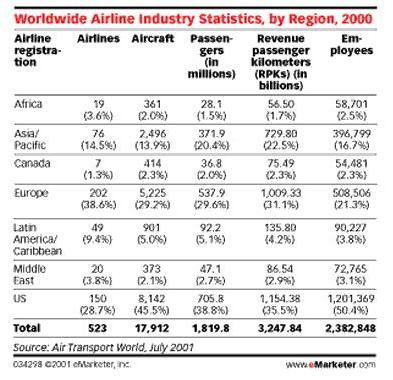 Worldwide Airline Industry Statistics, by Region, 2000
Airline registra-tion Airlines Aircraft Passen-gers (in millions) Revenue passenger kilometers (RPKs) (in billions) Em-ployees
Africa 19 361 28.1 56.50 58,701
(3.6%) (2.0%) (1.5%) (1.7%) (2.5%)
Asia/ 76 2,496 371.9 729.80 396,799
Pacific (14.5%) (13.9%) (20.4%) (22.5%) (16.7%)
Canada 7 414 36.8 75.49 54,481
(1.3%) (2.3%) (2.0%) (2.3%) (2.3%)
Europe 202 5,225 537.9 1,009.33 508,506
(38.6%) (29.2%) (29.6%) (31.1%) (21.3%)
Latin 49 901 92.2 135.80 90,227
America/ (9.4%) (5.0%) (5.1%) (4.2%) (3.8%)
Caribbean
Middle 20 373 47.1 86.54 72,765
East (3.8%) (2.1%) (2.7%) (2.9%) (3.1%)
US 150 8,142 705.8 1,154.38 1,201,369
(28.7%) (45.5%) (38.8%) (35.5%) (50.4%)
Total 523 17,912 1,819.8 3,247.84 2,382,848
Source: Air Transport World, July 2001
034298 ©2001 eMarketer, Inc. www.eMarketer.com